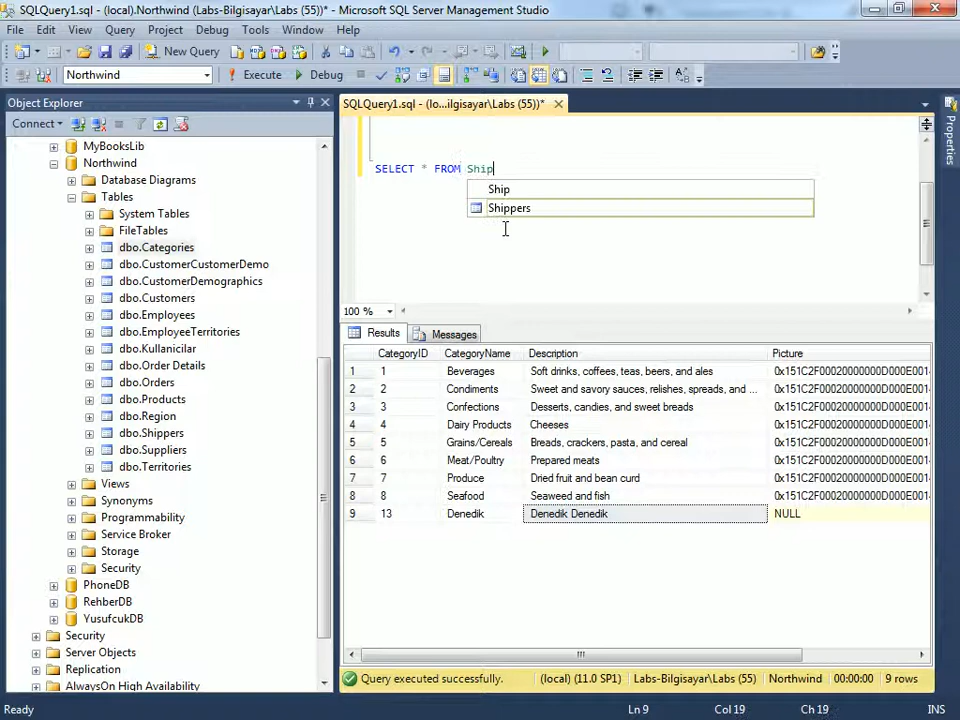 SQLQuery1.sql - (local).Northwind (Labs-Bilgisayar\Labs (55))* - Microsoft SQL Server Management Studio
File Edit View Query Project Debug Tools Window Help
New Query
Northwind Execute Debug
Object Explorer
Connect
MyBooksLib
Northwind
Database Diagrams
Tables
System Tables
FileTables
dbo.Categories
dbo.CustomerCustomerDemo
dbo.CustomerDemographics
dbo.Customers
dbo.Employees
dbo.EmployeeTerritories
dbo.Kullanicilar
dbo.Order Details
dbo.Orders
dbo.Products
dbo.Region
dbo.Shippers
dbo.Suppliers
dbo.Territories
Views
Synonyms
Programmability
Service Broker
Storage
Security
PhoneDB
RehberDB
YusufcukDB
Security
Server Objects
Replication
AlwaysOn High Availability
SQLQuery1.sql - (lo...ilgisayar\Labs (55))*
SELECT * FROM Ship
Ship
Shippers
100 %
Results Messages
CategoryID CategoryName Description Picture
1 1 Beverages Soft drinks, coffees, teas, beers, and ales 0x151C2F00020000000D000E001
2 2 Condiments Sweet and savory sauces, relishes, spreads, and ... 0x151C2F00020000000D000E001
3 3 Confections Desserts, candies, and sweet breads 0x151C2F00020000000D000E001
4 4 Dairy Products Cheeses 0x151C2F00020000000D000E001
5 5 Grains/Cereals Breads, crackers, pasta, and cereal 0x151C2F00020000000D000E001
6 6 Meat/Poultry Prepared meats 0x151C2F00020000000D000E001
7 7 Produce Dried fruit and bean curd 0x151C2F00020000000D000E001
8 8 Seafood Seaweed and fish 0x151C2F00020000000D000E001
9 13 Denedik Denedik Denedik NULL
Query executed successfully. (local) (11.0 SP1) Labs-Bilgisayar\Labs (55) Northwind 00:00:00 9 rows
Properties
Ready Ln 9 Col 19 Ch 19 INS